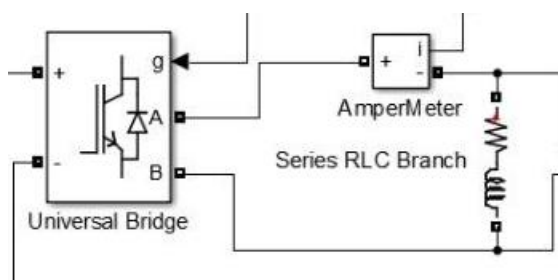 g
+
A
-
B
Universal Bridge
i
+
-
AmperMeter
Series RLC Branch